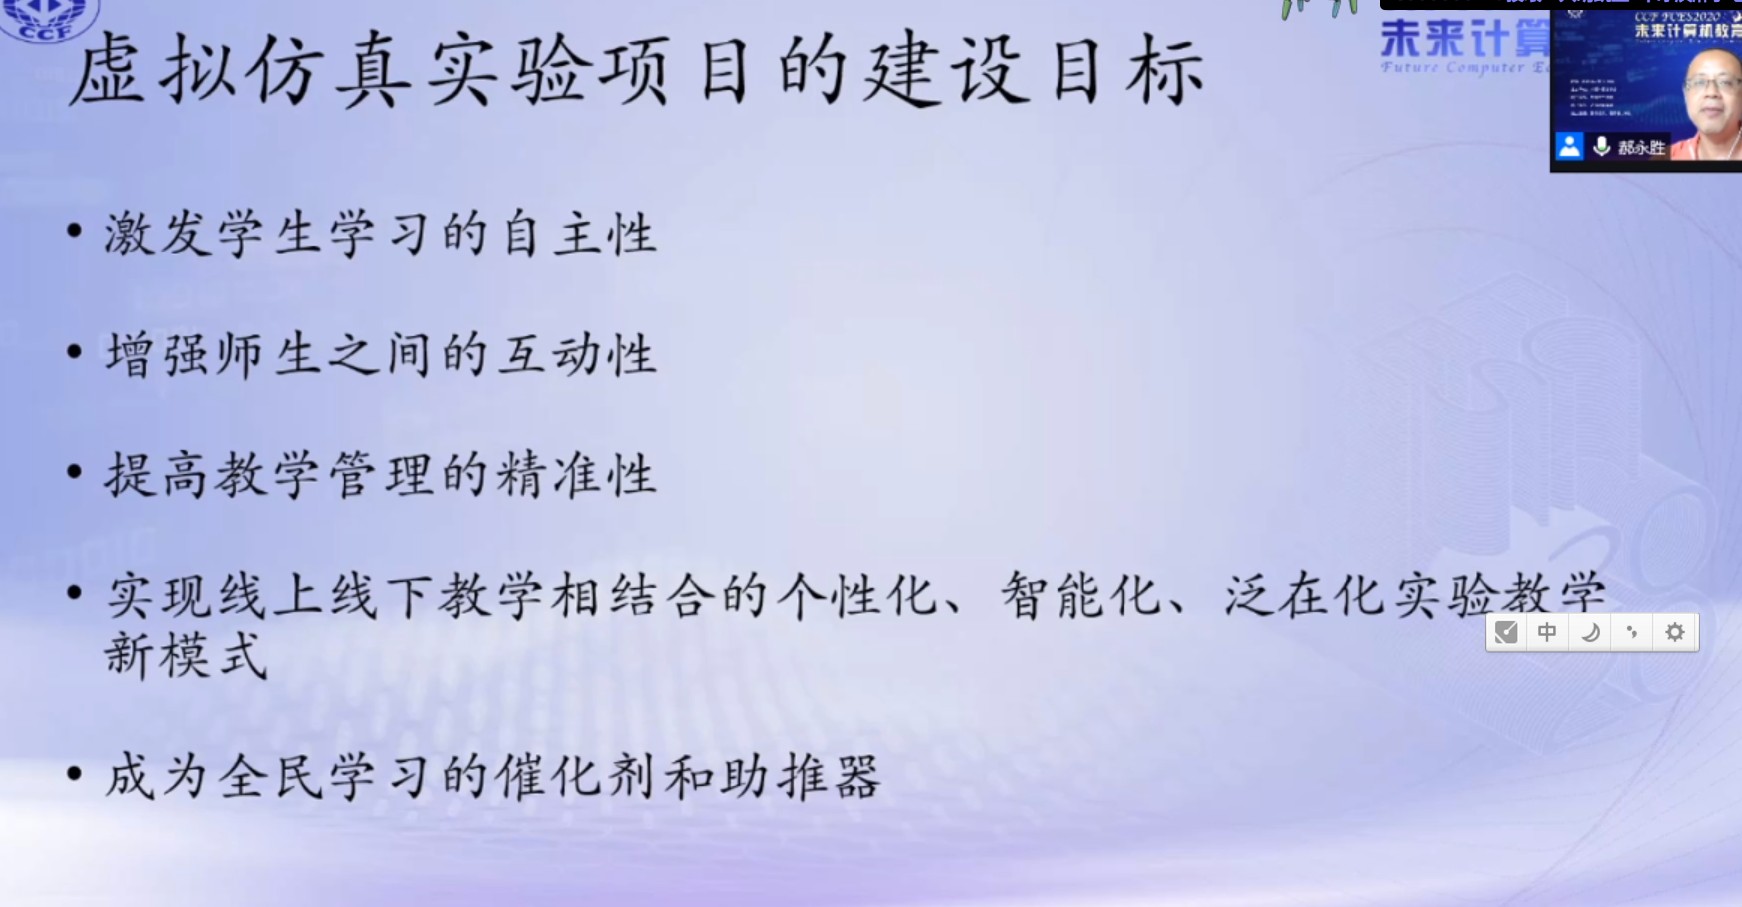 CCF
虚拟仿真实验项目的建设目标
未来计算
Future Computer
CCF FCES2020
未来计算机教育
郝永胜
• 激发学生学习的自主性
• 增强师生之间的互动性
• 提高教学管理的精准性
• 实现线上线下教学相结合的个性化、智能化、泛在化实验教学
新模式
中
• 成为全民学习的催化剂和助推器